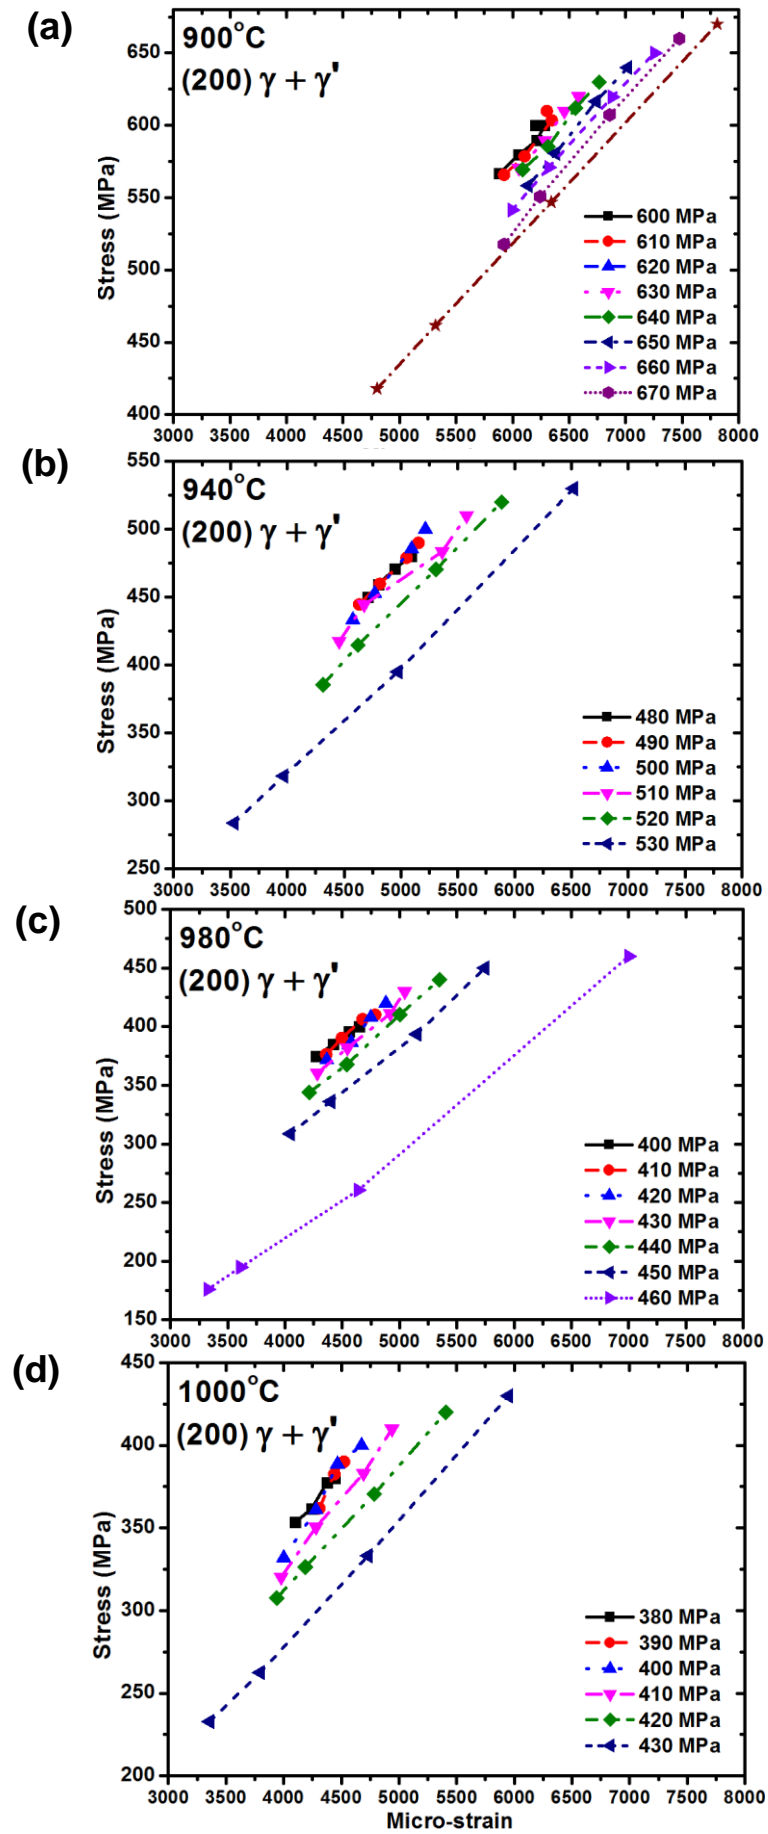 (a)
900°C
(200) γ + γ'
650
600
550
500
450
400
Stress (MPa)
600 MPa
610 MPa
620 MPa
630 MPa
640 MPa
650 MPa
660 MPa
670 MPa
3000 3500 4000 4500 5000 5500 6000 6500 7000 7500 8000
(b)
940°C
(200) γ + γ'
550
500
450
400
350
300
250
Stress (MPa)
480 MPa
490 MPa
500 MPa
510 MPa
520 MPa
530 MPa
3000 3500 4000 4500 5000 5500 6000 6500 7000 7500 8000
(c)
980°C
(200) γ + γ'
500
450
400
350
300
250
200
150
Stress (MPa)
400 MPa
410 MPa
420 MPa
430 MPa
440 MPa
450 MPa
460 MPa
3000 3500 4000 4500 5000 5500 6000 6500 7000 7500 8000
(d)
1000°C
(200) γ + γ'
450
400
350
300
250
200
Stress (MPa)
380 MPa
390 MPa
400 MPa
410 MPa
420 MPa
430 MPa
3000 3500 4000 4500 5000 5500 6000 6500 7000 7500 8000
Micro-strain